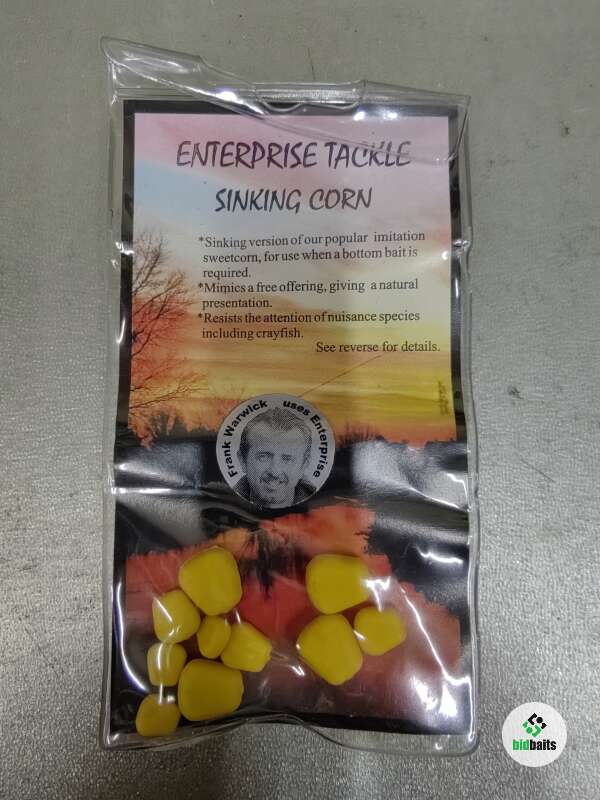 ENTERPRISE TACKLE
SINKING CORN
*Sinking version of our popular imitation
sweetcorn, for use when a bottom bait is
required.
*Mimics a free offering, giving a natural
presentation.
*Resists the attention of nuisance species
including crayfish.
See reverse for details.
Frank Warwick uses Enterprise
bidbaits